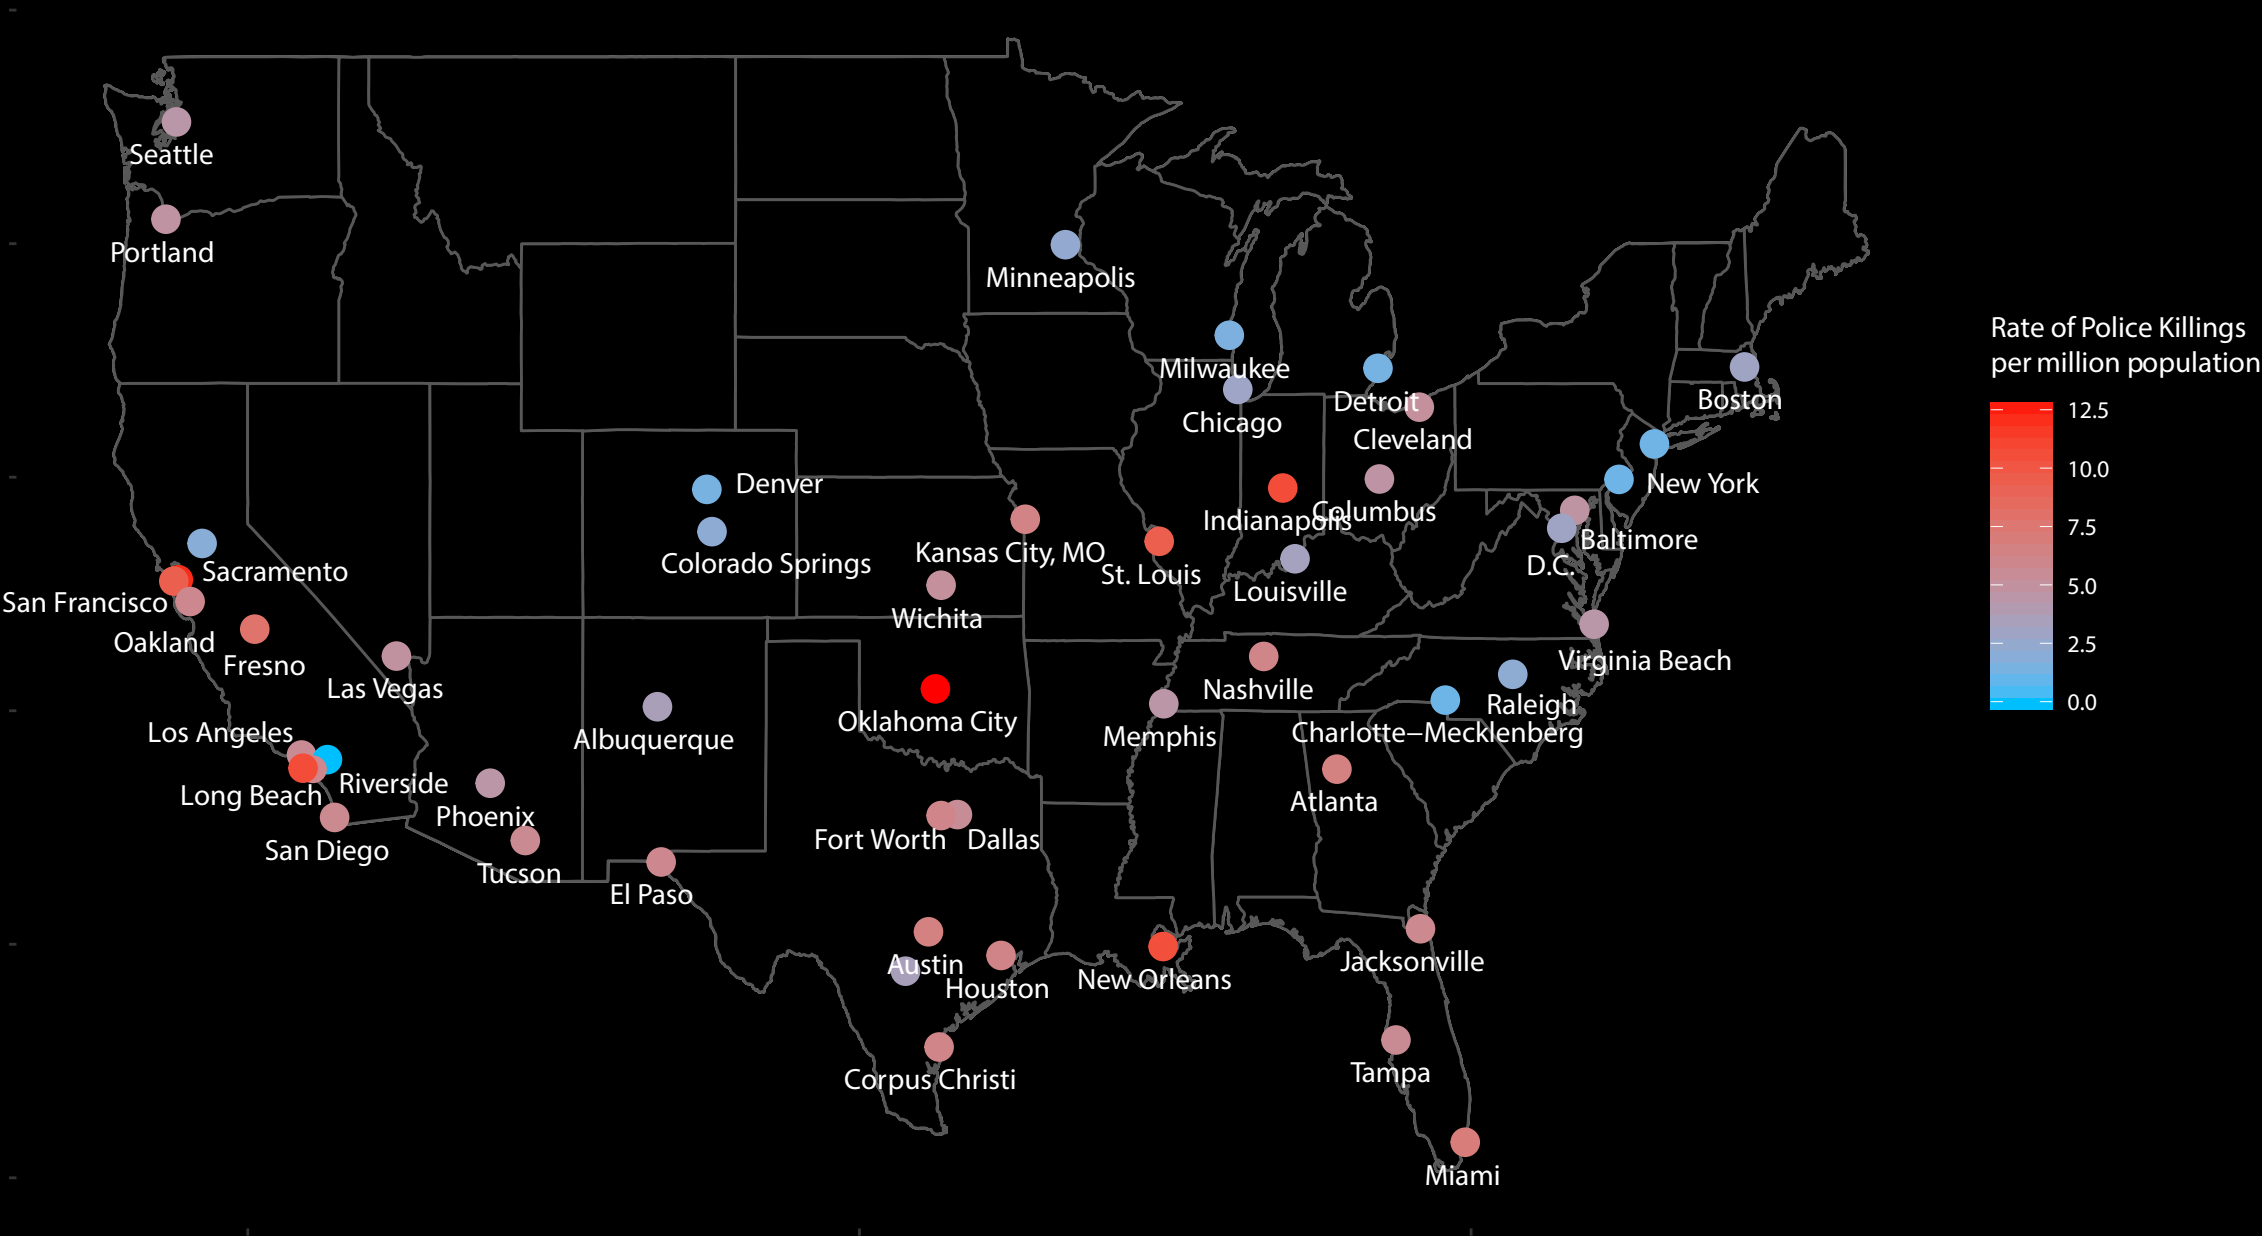 Seattle
Portland
Minneapolis
Rate of Police Killings
per million population
Milwaukee
Detroit
Boston
12.5
Chicago
Cleveland
10.0
Denver
New York
Indianapolis
Columbus
7.5
Kansas City, MO
Baltimore
Colorado Springs
D.C.
Sacramento
St. Louis
5.0
San Francisco
Louisville
Wichita
Oakland
2.5
Fresno
Virginia Beach
Las Vegas
Nashville
0.0
Raleigh
Oklahoma City
Los Angeles
Albuquerque
Memphis
Charlotte–Mecklenberg
Riverside
Long Beach
Phoenix
Atlanta
Fort Worth
Dallas
San Diego
Tucson
El Paso
Austin
Jacksonville
New Orleans
Houston
Tampa
Corpus Christi
Miami